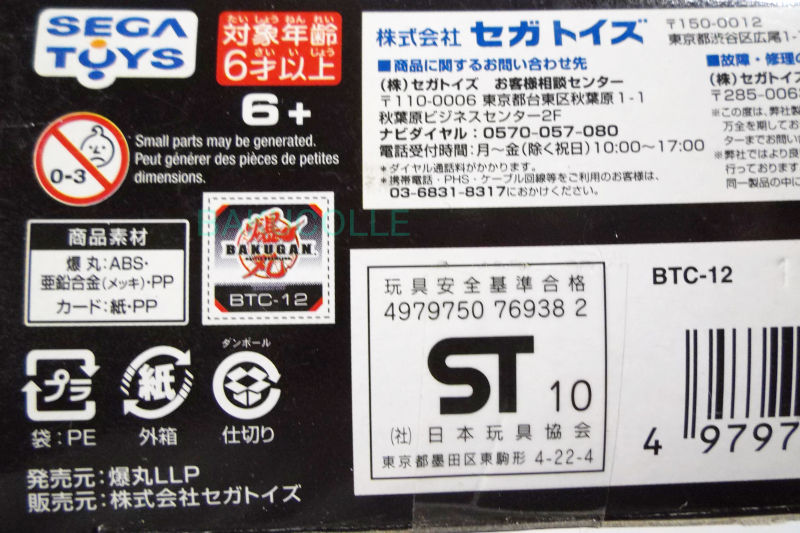 SEGA
TOYS
たいしょうねんれい
対象年齢
さいいじょう
6才以上
6+
0-3
Small parts may be generated.
Peut générer des pièces de petites
dimensions.
株式会社 セガトイズ
■商品に関するお問い合わせ先
(株)セガトイズ お客様相談センター
〒110-0006 東京都台東区秋葉原1-1
秋葉原ビジネスセンター2F
ナビダイヤル:0570-057-080
電話受付時間:月~金(除く祝日)10:00~17:00
*ダイヤル通話料がかかります。
*携帯電話・PHS・ケーブル回線等をご利用のお客様は、
03-6831-8317におかけください。
〒150-0012
東京都渋谷区広尾1-
■故障・修理の
(株)セガトイズ
〒285-006
※この度は、弊社製
万全を期してお
ターまでお問い
※弊社ではより良
行っております
同一製品の中に
商品素材
爆丸:ABS・
亜鉛合金(メッキ)・PP
カード:紙・PP
BAKUCOLLE
爆丸
BAKUGAN
BATTLE BRAWLERS
BTC-12
プラ
袋:PE
紙
外箱
ダンボール
仕切り
発売元:爆丸LLP
販売元:株式会社セガトイズ
玩具安全基準合格
4979750 76938 2
ST 10
(社)日本玩具協会
東京都墨田区東駒形 4-22-4
BTC-12
4 9797